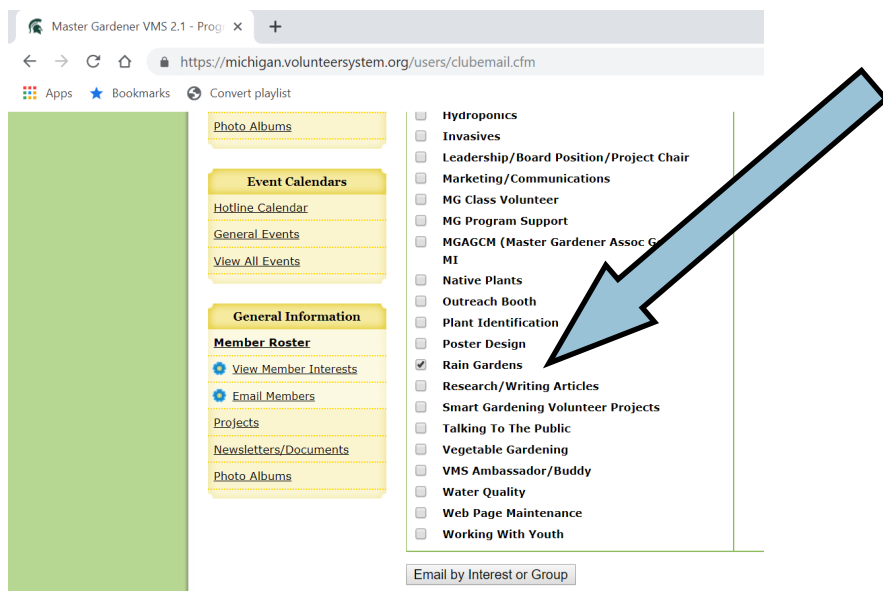 Master Gardener VMS 2.1 - Prog
https://michigan.volunteersystem.org/users/clubemail.cfm
Apps
Bookmarks
Convert playlist
Photo Albums
Event Calendars
Hotline Calendar
General Events
View All Events
General Information
Member Roster
View Member Interests
Email Members
Projects
Newsletters/Documents
Photo Albums
Hydroponics
Invasives
Leadership/Board Position/Project Chair
Marketing/Communications
MG Class Volunteer
MG Program Support
MGAGCM (Master Gardener Assoc G
MI
Native Plants
Outreach Booth
Plant Identification
Poster Design
Rain Gardens
Research/Writing Articles
Smart Gardening Volunteer Projects
Talking To The Public
Vegetable Gardening
VMS Ambassador/Buddy
Water Quality
Web Page Maintenance
Working With Youth
Email by Interest or Group